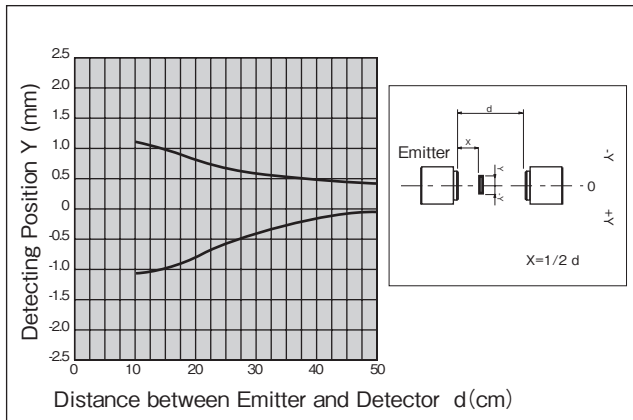 Detecting Position Y (mm)
2.5
2.0
1.5
1.0
0.5
0
-0.5
-1.0
-1.5
-2.0
-2.5
0 10 20 30 40 50
Distance between Emitter and Detector d(cm)
d
x
Emitter
Y
-Y
-Y
0
+Y
X=1/2 d